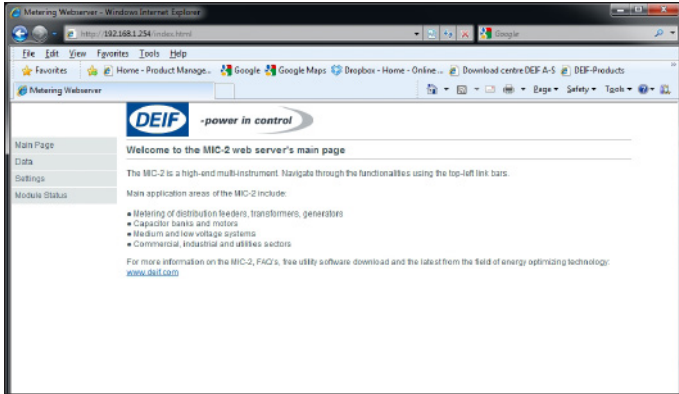 Metering Webserver - Windows Internet Explorer
http://192.168.1.254/index.html
Google
File Edit View Favorites Tools Help
Favorites Home - Product Manage... Google Google Maps Dropbox - Home - Online ... Download centre DEIF A-S DEIF-Products
Metering Webserver Page Safety Tools
DEIF -power in control
Main Page
Data
Settings
Module Status
Welcome to the MIC-2 web server's main page
The MIC-2 is a high-end multi-instrument. Navigate through the functionalities using the top-left link bars.
Main application areas of the MIC-2 include:
Metering of distribution feeders, transformers, generators
Capacitor banks and motors
Medium and low voltage systems
Commercial, industrial and utilities sectors
For more information on the MIC-2, FAQ's, free utility software download and the latest from the field of energy optimizing technology:
www.deif.com